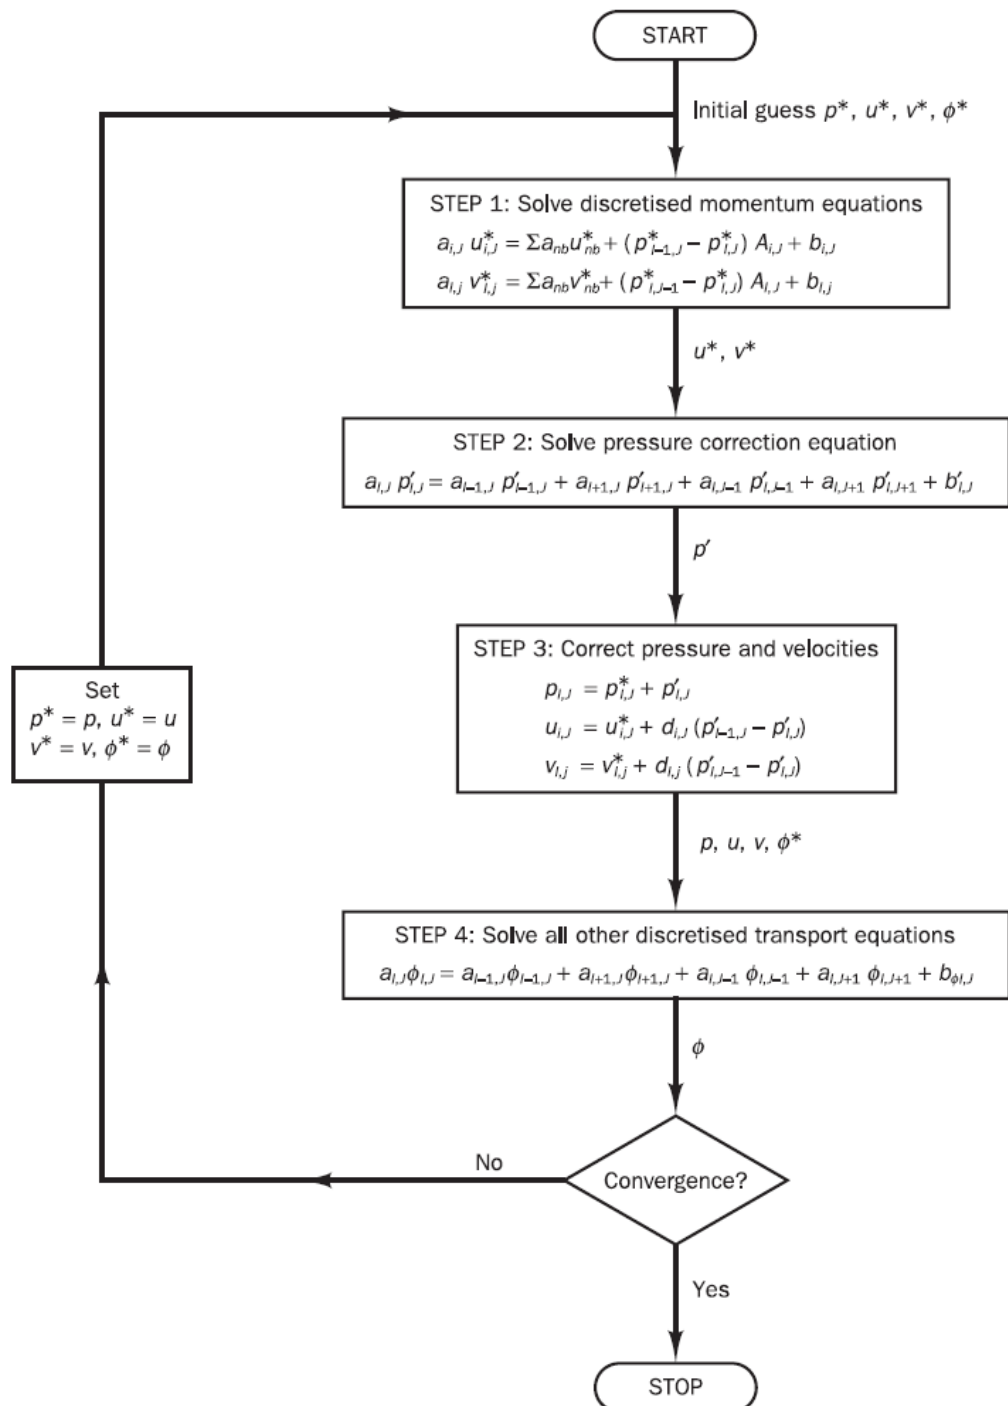 START
Initial guess p*, u*, v*, ϕ*
STEP 1: Solve discretised momentum equations
a_{i,J} u*_{i,J} = Σa_{nb}u*_{nb} + (p*_{I–1,J} – p*_{I,J}) A_{i,J} + b_{i,J}
a_{I,j} v*_{I,j} = Σa_{nb}v*_{nb} + (p*_{I,J–1} – p*_{I,J}) A_{I,J} + b_{I,j}
u*, v*
STEP 2: Solve pressure correction equation
a_{I,J} p′_{I,J} = a_{I–1,J} p′_{I–1,J} + a_{I+1,J} p′_{I+1,J} + a_{I,J–1} p′_{I,J–1} + a_{I,J+1} p′_{I,J+1} + b′_{I,J}
p′
STEP 3: Correct pressure and velocities
p_{I,J} = p*_{I,J} + p′_{I,J}
u_{i,J} = u*_{i,J} + d_{i,J} (p′_{I–1,J} – p′_{I,J})
v_{I,j} = v*_{I,j} + d_{I,j} (p′_{I,J–1} – p′_{I,J})
Set
p* = p, u* = u
v* = v, ϕ* = ϕ
p, u, v, ϕ*
STEP 4: Solve all other discretised transport equations
a_{I,J}ϕ_{I,J} = a_{I–1,J}ϕ_{I–1,J} + a_{I+1,J}ϕ_{I+1,J} + a_{I,J–1} ϕ_{I,J–1} + a_{I,J+1} ϕ_{I,J+1} + b_{ϕI,J}
ϕ
No
Convergence?
Yes
STOP